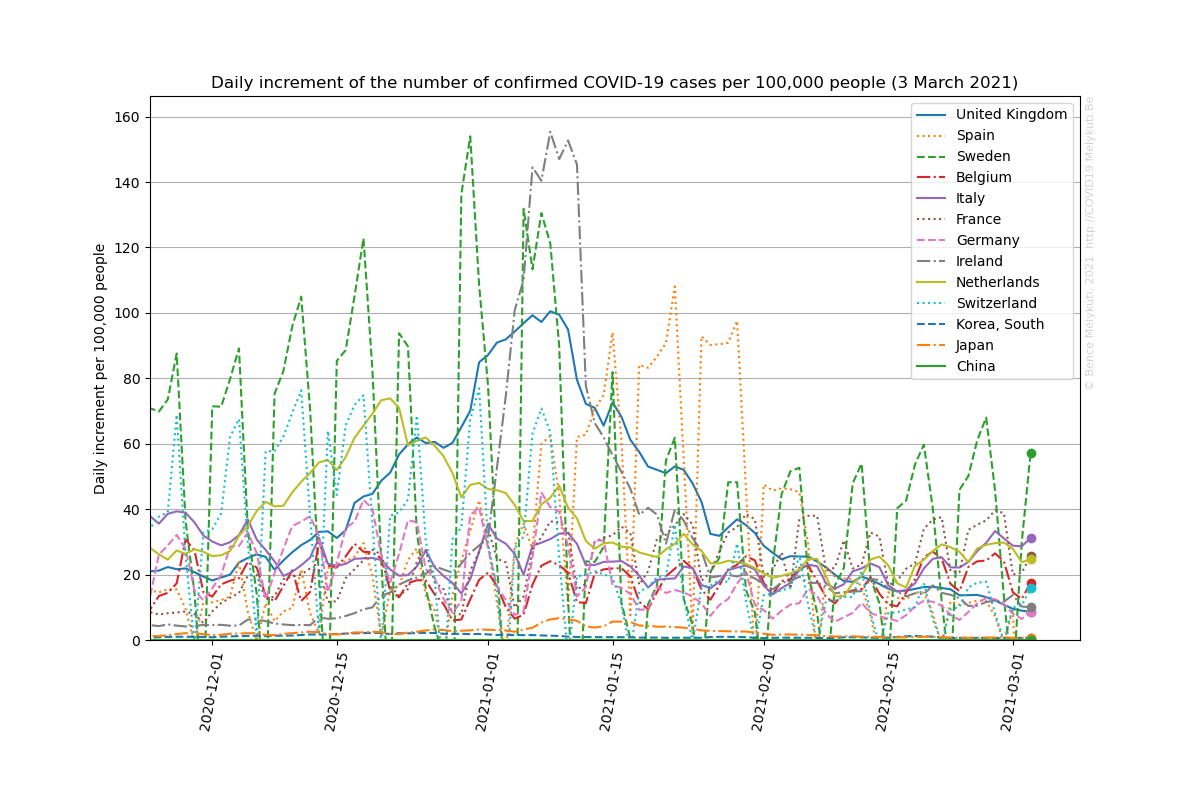 Daily increment of the number of confirmed COVID-19 cases per 100,000 people (3 March 2021)
Daily increment per 100,000 people
160
140
120
100
80
60
40
20
0
2020-12-01
2020-12-15
2021-01-01
2021-01-15
2021-02-01
2021-02-15
2021-03-01
United Kingdom
Spain
Sweden
Belgium
Italy
France
Germany
Ireland
Netherlands
Switzerland
Korea, South
Japan
China
© Bence Mélykúti, 2021 http://COVID19.Melykuti.Be